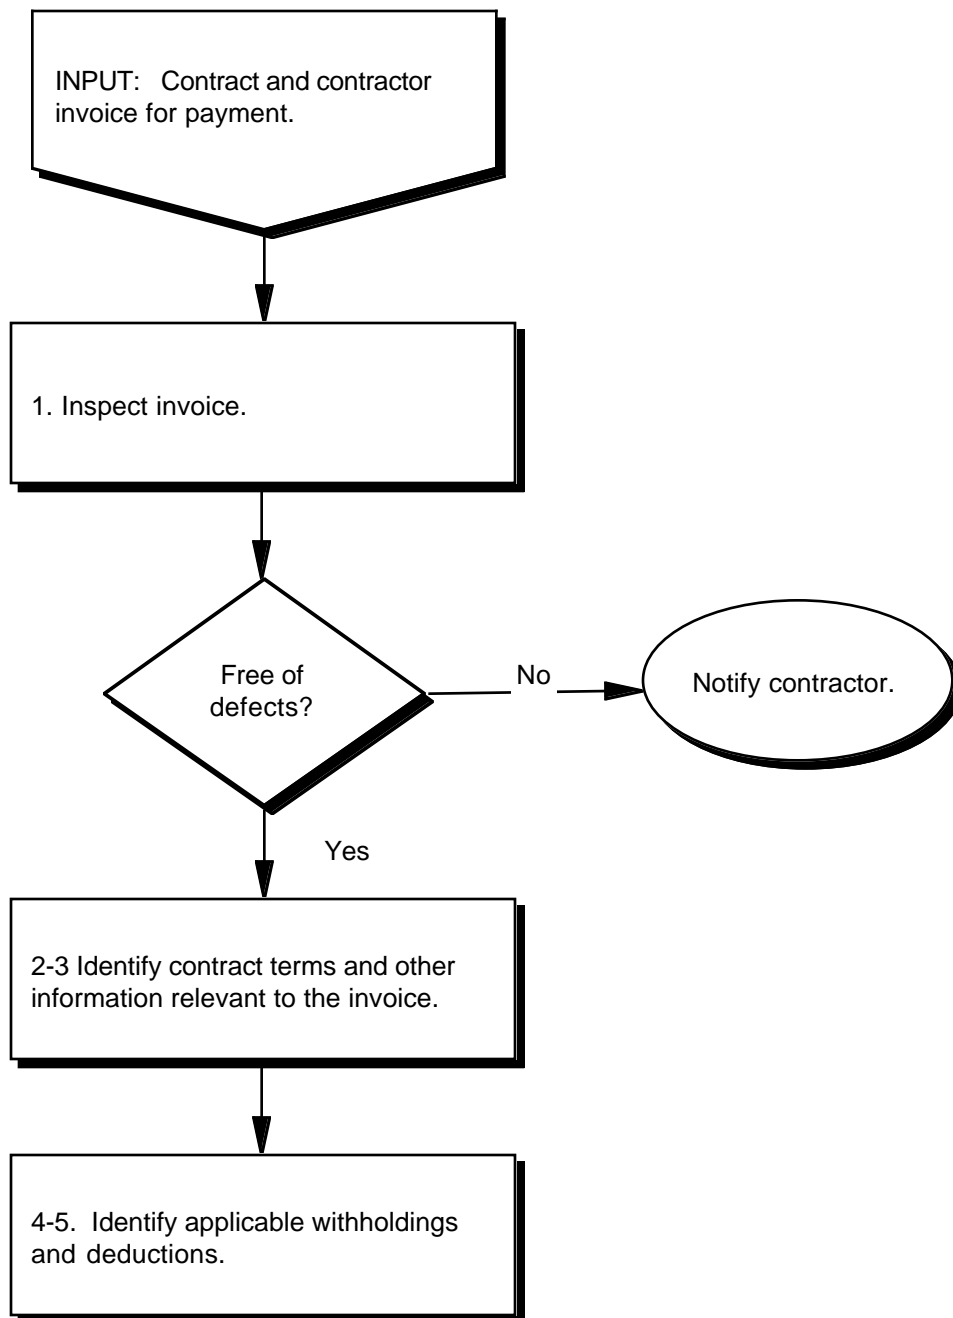 INPUT:   Contract and contractor
invoice for payment.
1. Inspect invoice.
Free of
defects?
No
Notify contractor.
Yes
2-3 Identify contract terms and other
information relevant to the invoice.
4-5.  Identify applicable withholdings
and deductions.